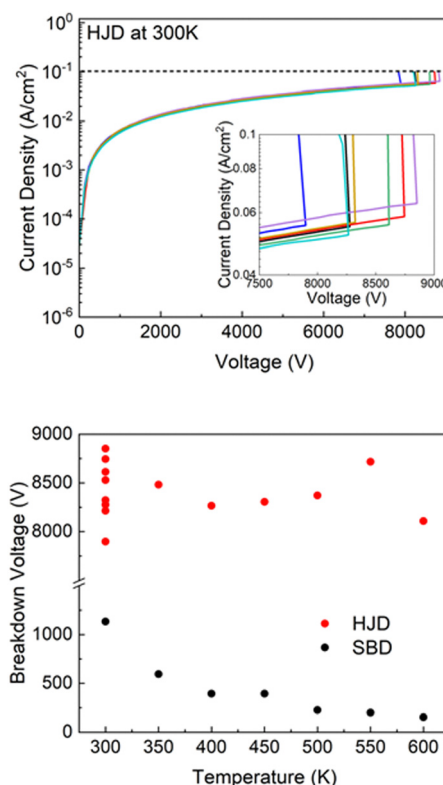 HJD at 300K
Current Density (A/cm²)
10⁰
10⁻¹
10⁻²
10⁻³
10⁻⁴
10⁻⁵
10⁻⁶
0 2000 4000 6000 8000
Voltage (V)
Current Density (A/cm²)
0.1
0.08
0.06
0.04
7500 8000 8500 9000
Voltage (V)
Breakdown Voltage (V)
9000
8500
8000
1000
500
0
HJD
SBD
300 350 400 450 500 550 600
Temperature (K)